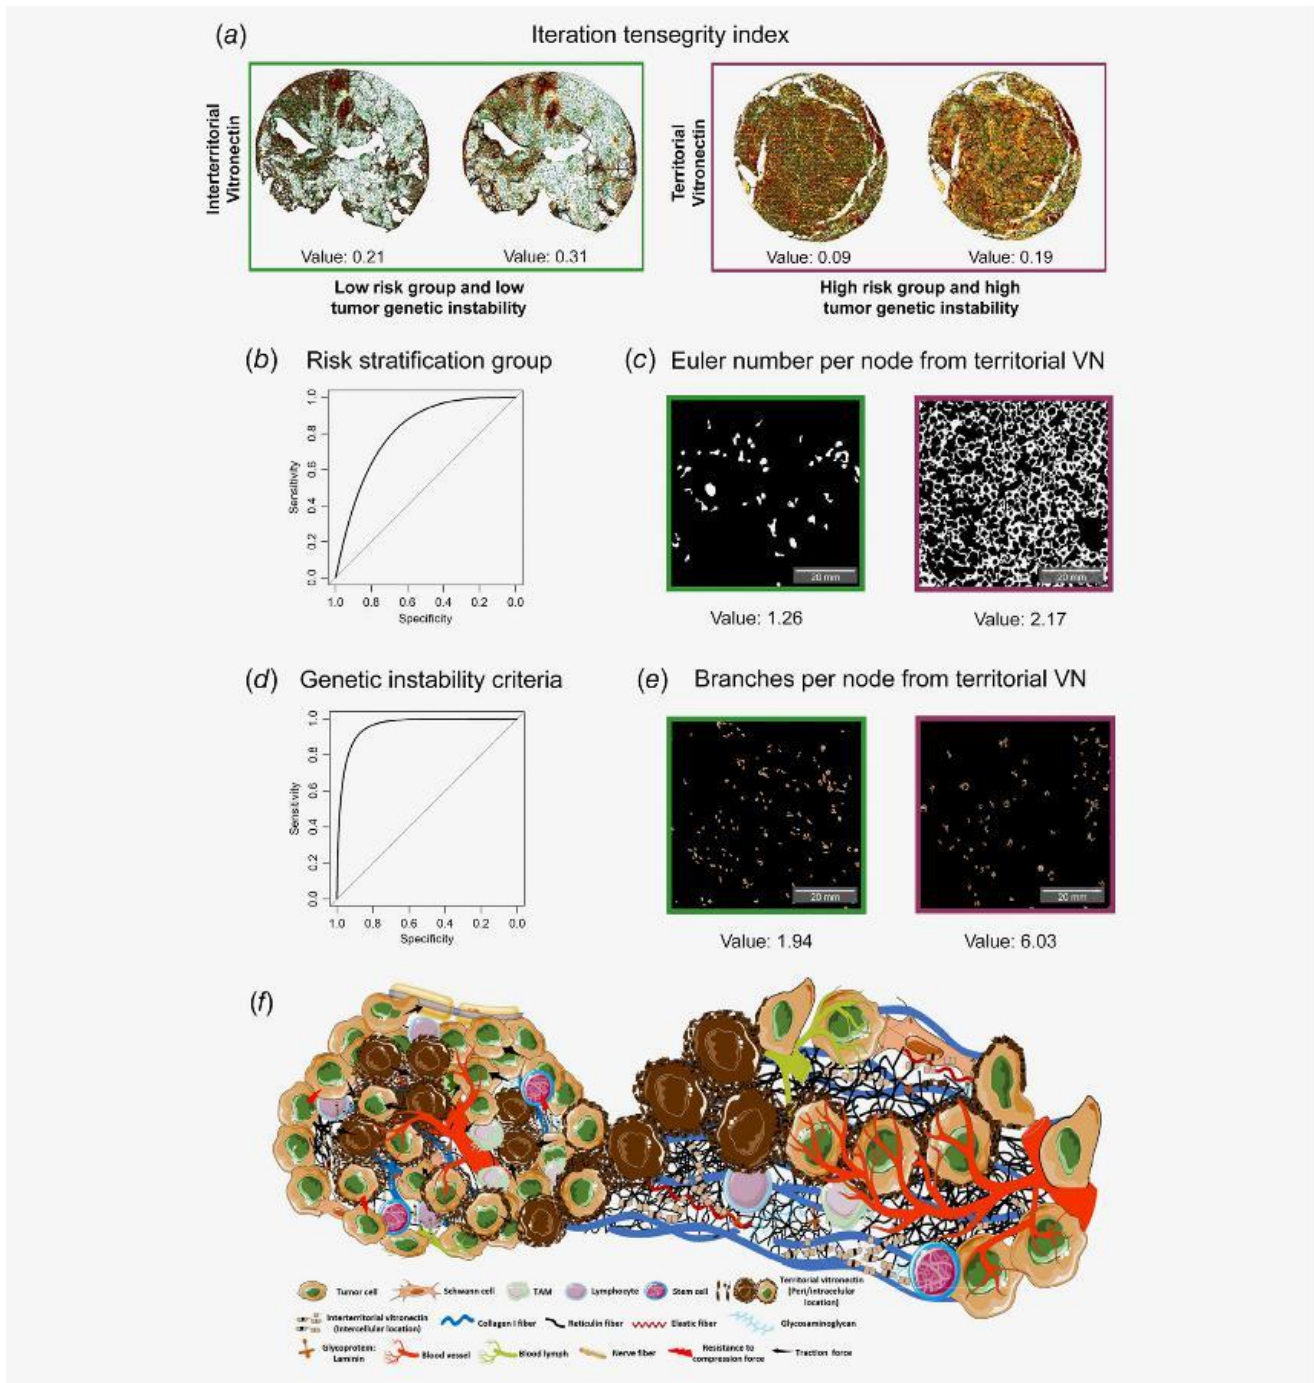 (a) Iteration tensegrity index
Interterritorial
Vitronectin
Value: 0.21 Value: 0.31
Low risk group and low
tumor genetic instability
Territorial
Vitronectin
Value: 0.09 Value: 0.19
High risk group and high
tumor genetic instability
(b) Risk stratification group
Sensitivity
1.0
0.8
0.6
0.4
0.2
0.0
1.0 0.8 0.6 0.4 0.2 0.0
Specificity
(c) Euler number per node from territorial VN
20 mm
20 mm
Value: 1.26 Value: 2.17
(d) Genetic instability criteria
Sensitivity
1.0
0.8
0.6
0.4
0.2
0.0
1.0 0.8 0.6 0.4 0.2 0.0
Specificity
(e) Branches per node from territorial VN
20 mm
20 mm
Value: 1.94 Value: 6.03
(f)
Tumor cell Schwann cell TAM Lymphocyte Stem cell Territorial vitronectin
(Peri/intracelular
location)
Interterritorial vitronectin
(Intercellular location)
Collagen I fiber Reticulin fiber Elastic fiber Glycosaminoglycan
Glycoprotein:
Laminin
Blood vessel Blood lymph Nerve fiber Resistance to
compression force
Traction force